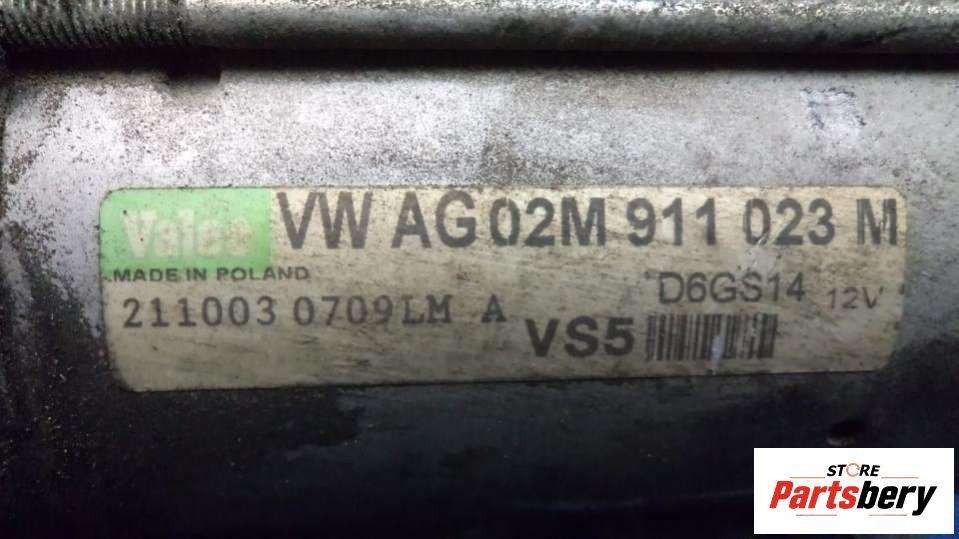 Valeo VW AG 02M 911 023 M
MADE IN POLAND
D6GS14 12V
211003 0709LM A
VS5
STORE
Partsbery